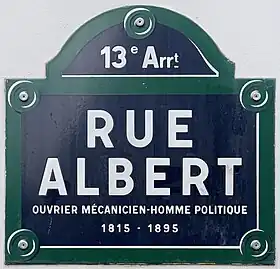 13e Arrt
RUE
ALBERT
OUVRIER MÉCANICIEN-HOMME POLITIQUE
1815 - 1895